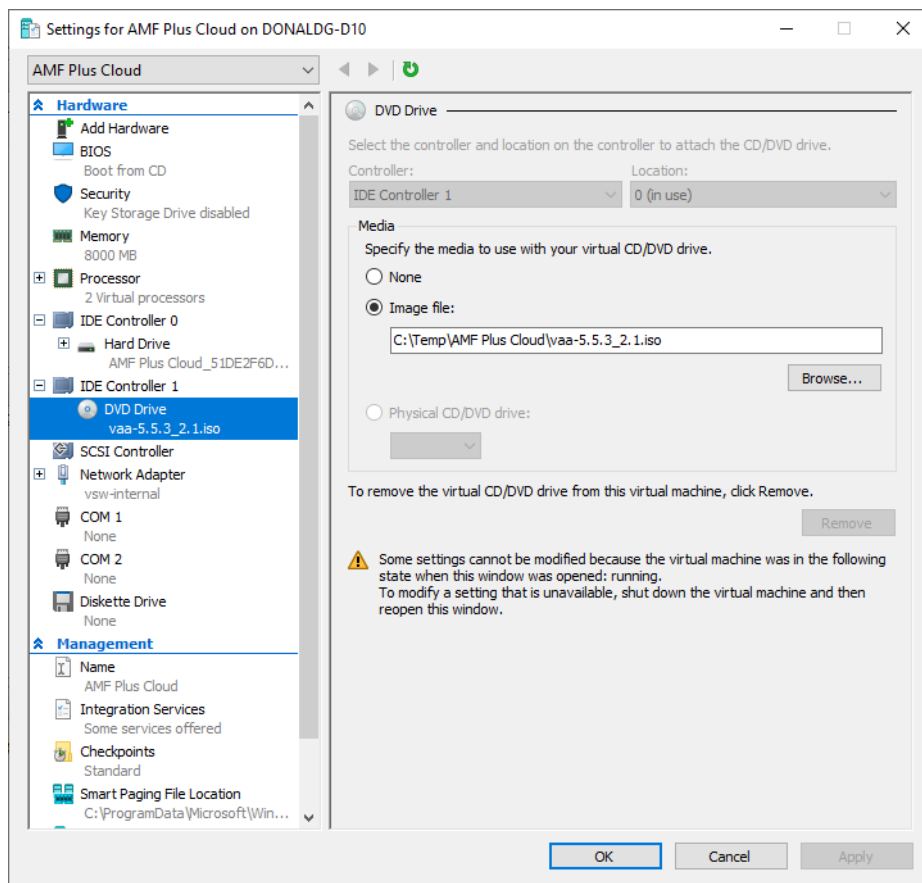 Settings for AMF Plus Cloud on DONALDG-D10
AMF Plus Cloud
Hardware
Add Hardware
BIOS
Boot from CD
Security
Key Storage Drive disabled
Memory
8000 MB
Processor
2 Virtual processors
IDE Controller 0
Hard Drive
AMF Plus Cloud_51DE2F6D...
IDE Controller 1
DVD Drive
vaa-5.5.3_2.1.iso
SCSI Controller
Network Adapter
vsw-internal
COM 1
None
COM 2
None
Diskette Drive
None
Management
Name
AMF Plus Cloud
Integration Services
Some services offered
Checkpoints
Standard
Smart Paging File Location
C:\ProgramData\Microsoft\Win...
DVD Drive
Select the controller and location on the controller to attach the CD/DVD drive.
Controller: Location:
IDE Controller 1 0 (in use)
Media
Specify the media to use with your virtual CD/DVD drive.
None
Image file:
C:\Temp\AMF Plus Cloud\vaa-5.5.3_2.1.iso
Browse...
Physical CD/DVD drive:
To remove the virtual CD/DVD drive from this virtual machine, click Remove.
Remove
Some settings cannot be modified because the virtual machine was in the following
state when this window was opened: running.
To modify a setting that is unavailable, shut down the virtual machine and then
reopen this window.
OK Cancel Apply